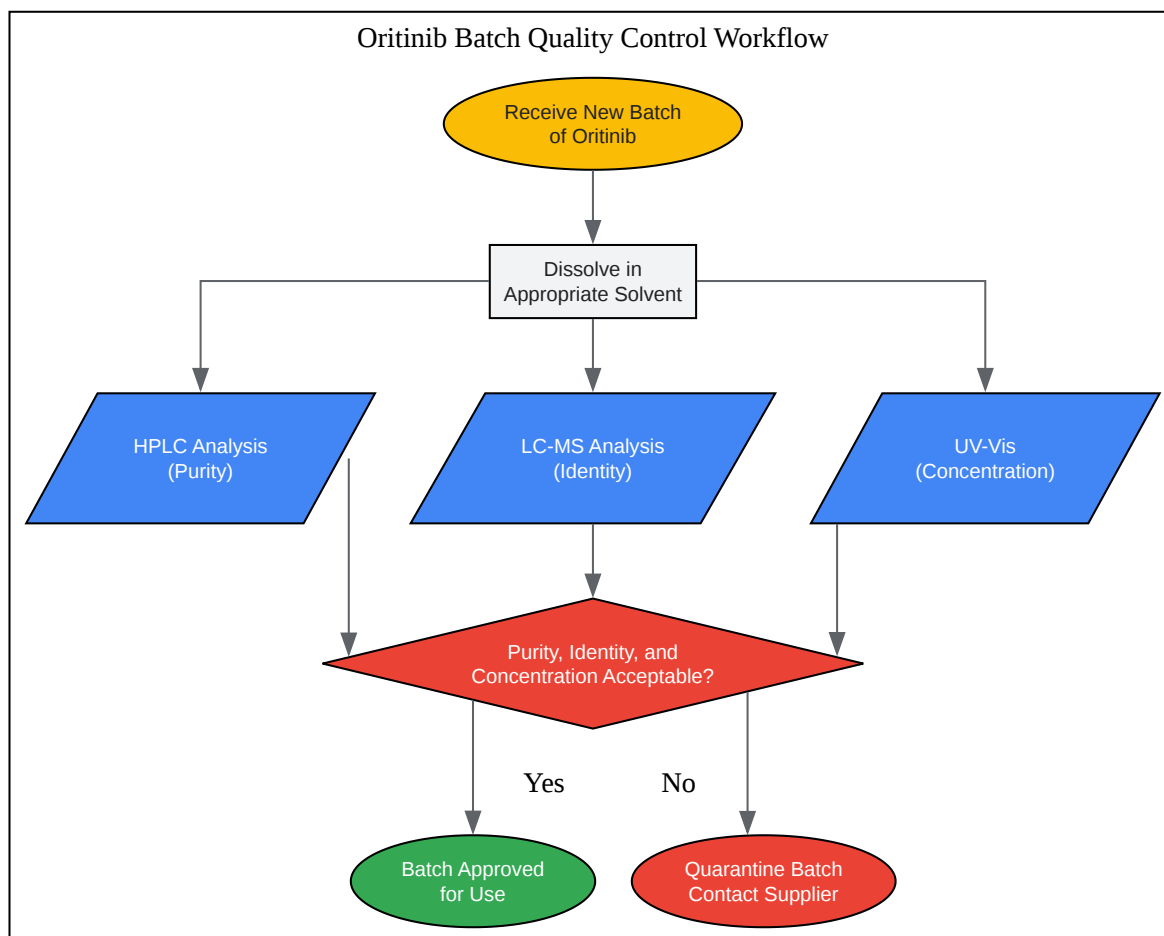 Oritinib Batch Quality Control Workflow
Receive New Batch
of Oritinib
Dissolve in
Appropriate Solvent
HPLC Analysis
(Purity)
LC-MS Analysis
(Identity)
UV-Vis
(Concentration)
Purity, Identity, and
Concentration Acceptable?
Yes
No
Batch Approved
for Use
Quarantine Batch
Contact Supplier